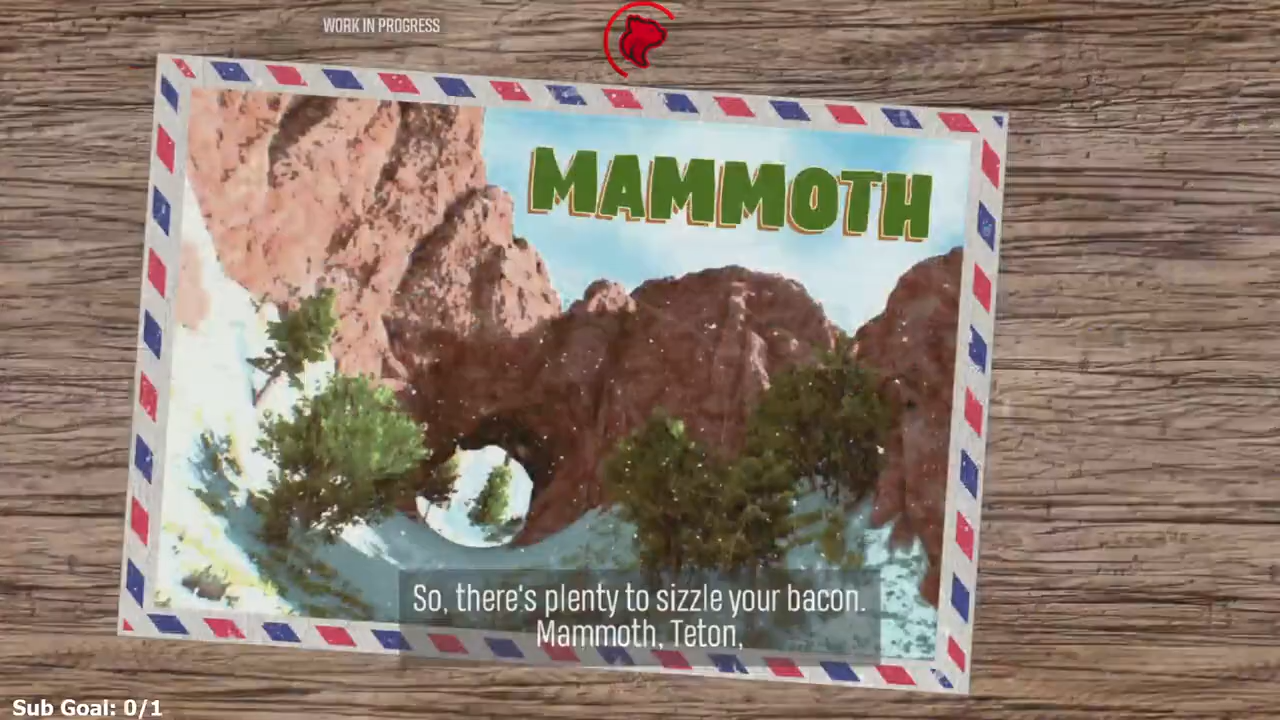 WORK IN PROGRESS
MAMMOTH
So, there's plenty to sizzle your bacon.
Mammoth, Teton,
Sub Goal: 0/1